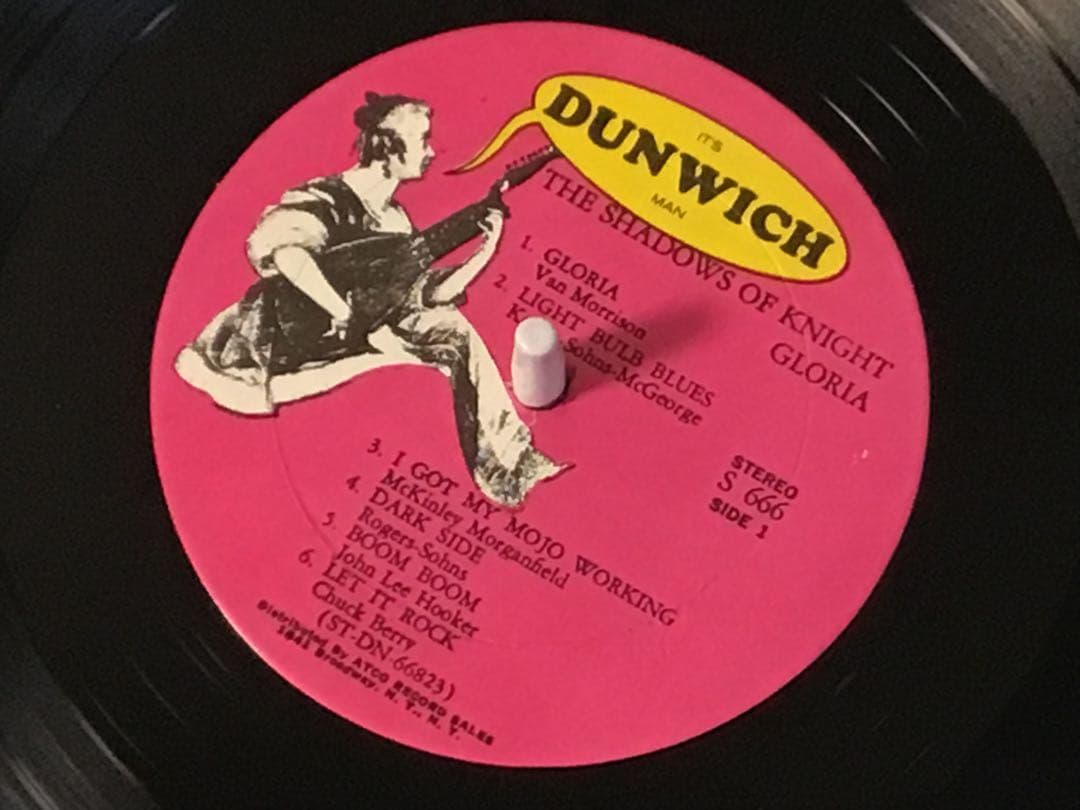 IT'S
DUNWICH
MAN
THE SHADOWS OF KNIGHT
GLORIA
1. GLORIA
Van Morrison
2. LIGHT BULB BLUES
Sohns-McGeorge
STEREO
S 666
SIDE 1
3. I GOT MY MOJO WORKING
McKinley Morganfield
4. DARK SIDE
Rogers-Sohns
5. BOOM BOOM
John Lee Hooker
6. LET IT ROCK
Chuck Berry
(ST-DN-66823)
Distributed By ATCO RECORD SALES
1841 Broadway, N. Y., N. Y.